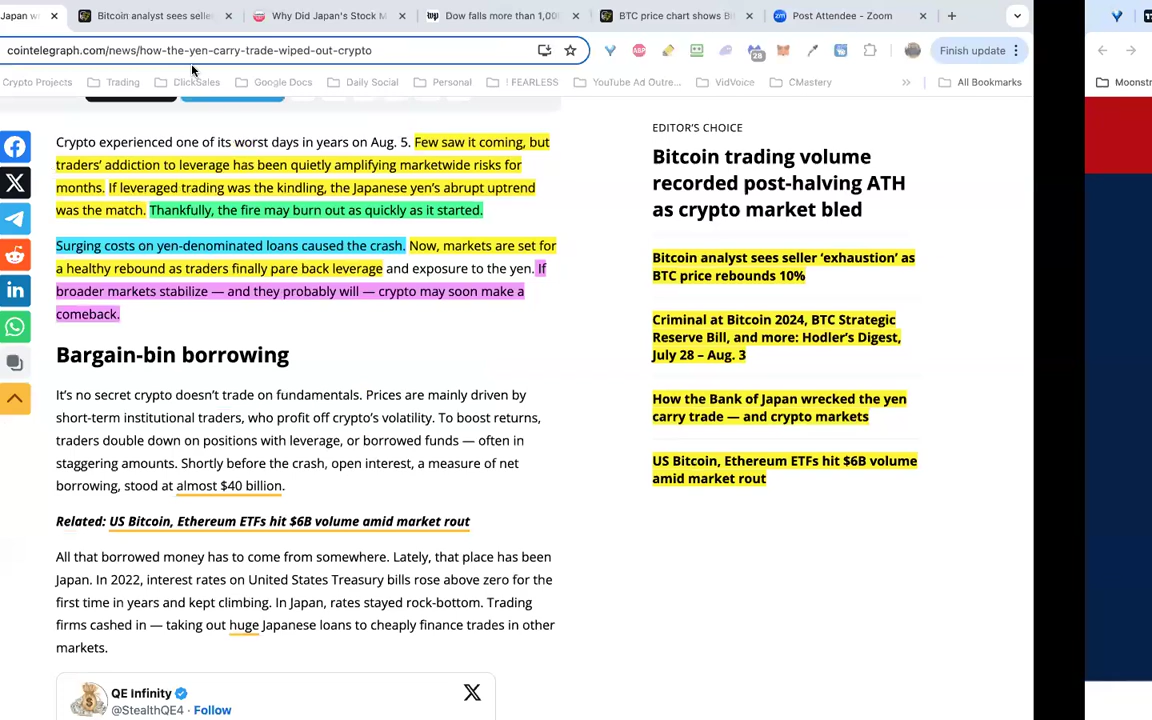 Japan w
Bitcoin analyst sees selle
Why Did Japan's Stock M
Dow falls more than 1,00
BTC price chart shows Bi
Post Attendee - Zoom
cointelegraph.com/news/how-the-yen-carry-trade-wiped-out-crypto
28
Finish update
Crypto Projects
Trading
ClickSales
Google Docs
Daily Social
Personal
! FEARLESS
YouTube Ad Outre...
VidVoice
CMastery
»
All Bookmarks
Moonstr
Crypto experienced one of its worst days in years on Aug. 5. Few saw it coming, but
traders' addiction to leverage has been quietly amplifying marketwide risks for
months. If leveraged trading was the kindling, the Japanese yen's abrupt uptrend
was the match. Thankfully, the fire may burn out as quickly as it started.
Surging costs on yen-denominated loans caused the crash. Now, markets are set for
a healthy rebound as traders finally pare back leverage and exposure to the yen. If
broader markets stabilize — and they probably will — crypto may soon make a
comeback.
Bargain-bin borrowing
It's no secret crypto doesn't trade on fundamentals. Prices are mainly driven by
short-term institutional traders, who profit off crypto's volatility. To boost returns,
traders double down on positions with leverage, or borrowed funds — often in
staggering amounts. Shortly before the crash, open interest, a measure of net
borrowing, stood at almost $40 billion.
Related: US Bitcoin, Ethereum ETFs hit $6B volume amid market rout
All that borrowed money has to come from somewhere. Lately, that place has been
Japan. In 2022, interest rates on United States Treasury bills rose above zero for the
first time in years and kept climbing. In Japan, rates stayed rock-bottom. Trading
firms cashed in — taking out huge Japanese loans to cheaply finance trades in other
markets.
QE Infinity
@StealthQE4 · Follow
EDITOR'S CHOICE
Bitcoin trading volume
recorded post-halving ATH
as crypto market bled
Bitcoin analyst sees seller ‘exhaustion’ as
BTC price rebounds 10%
Criminal at Bitcoin 2024, BTC Strategic
Reserve Bill, and more: Hodler's Digest,
July 28 – Aug. 3
How the Bank of Japan wrecked the yen
carry trade — and crypto markets
US Bitcoin, Ethereum ETFs hit $6B volume
amid market rout